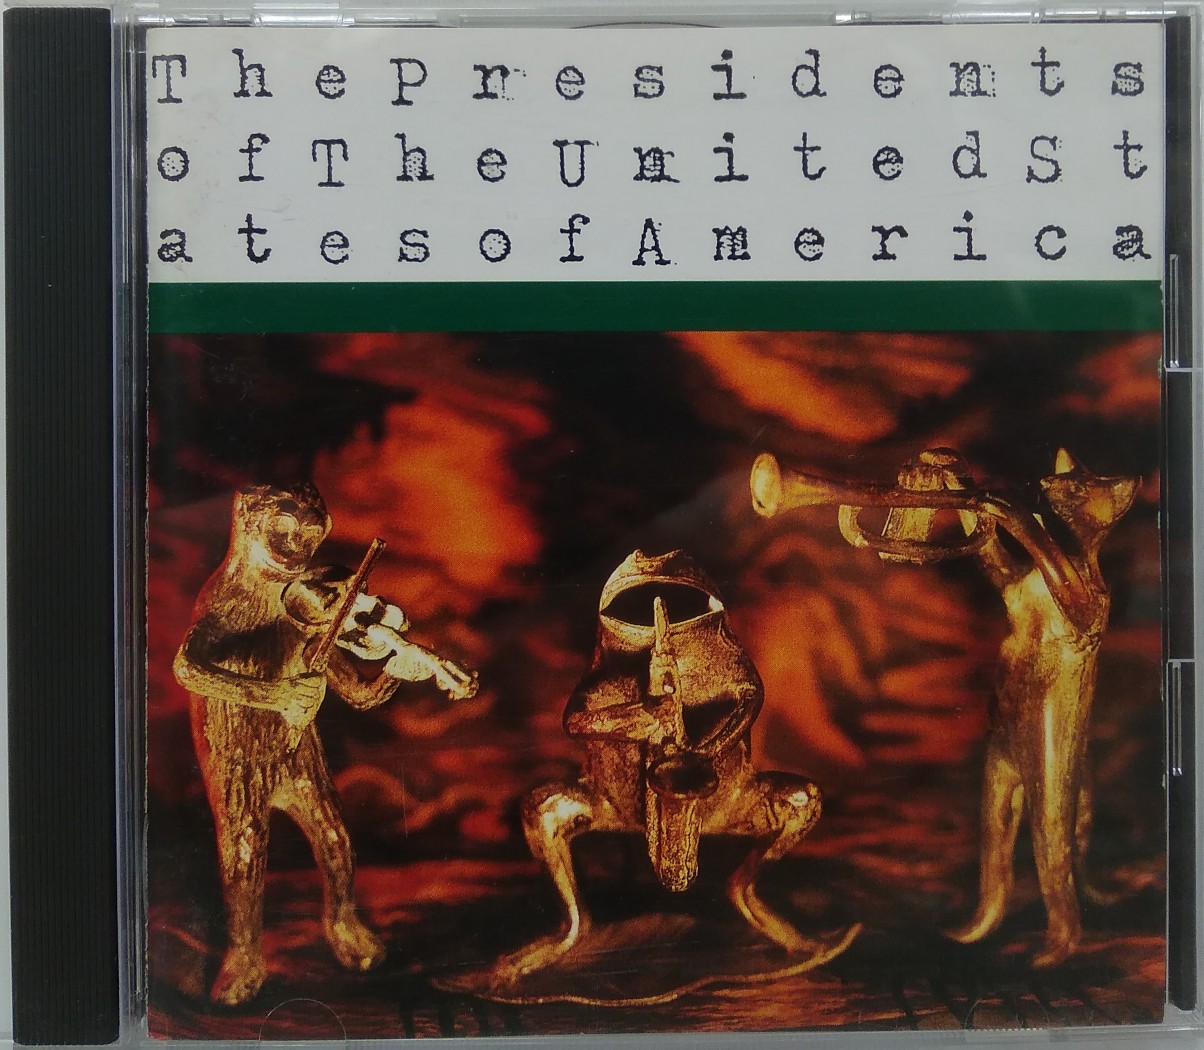 ThePresidents
ofTheUnitedSt
atesofAmerica